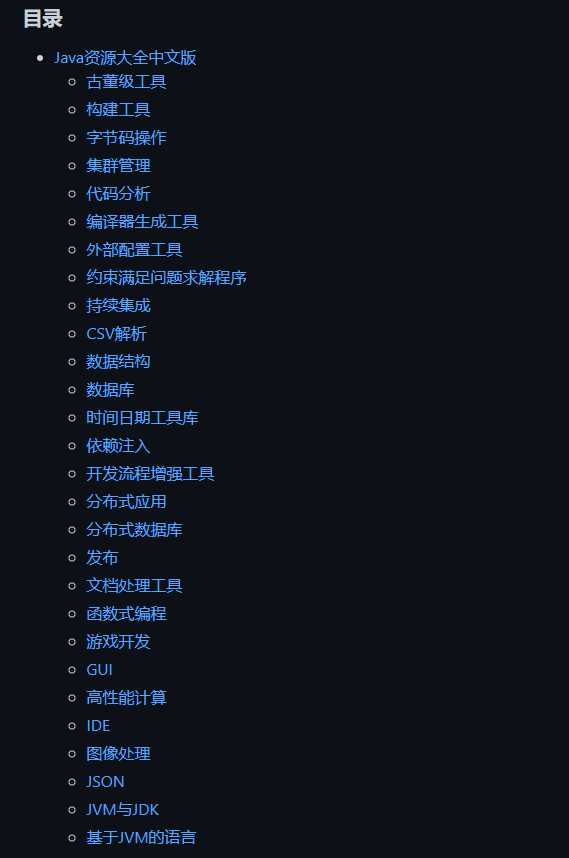 目录
Java资源大全中文版
古董级工具
构建工具
字节码操作
集群管理
代码分析
编译器生成工具
外部配置工具
约束满足问题求解程序
持续集成
CSV解析
数据结构
数据库
时间日期工具库
依赖注入
开发流程增强工具
分布式应用
分布式数据库
发布
文档处理工具
函数式编程
游戏开发
GUI
高性能计算
IDE
图像处理
JSON
JVM与JDK
基于JVM的语言